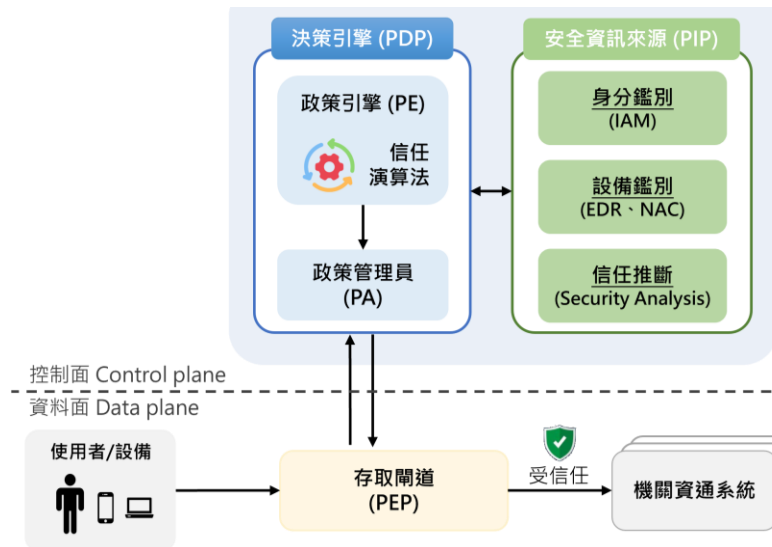 決策引擎 (PDP)
安全資訊來源 (PIP)
政策引擎 (PE)
信任
演算法
政策管理員
(PA)
身分鑑別
(IAM)
設備鑑別
(EDR、NAC)
信任推斷
(Security Analysis)
控制面 Control plane
資料面 Data plane
使用者/設備
存取閘道
(PEP)
受信任
機關資通系統